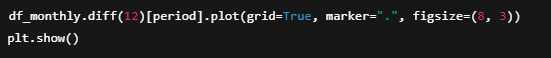 df_monthly.diff(12)[period].plot(grid=True, marker=".", figsize=(8, 3))
plt.show()